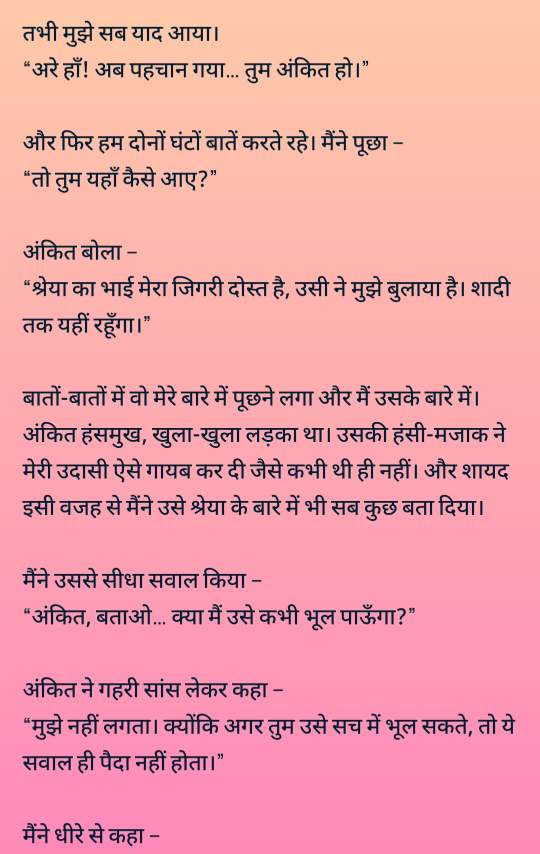 तभी मुझे सब याद आया।
“अरे हाँ! अब पहचान गया... तुम अंकित हो।”
और फिर हम दोनों घंटों बातें करते रहे। मैंने पूछा –
“तो तुम यहाँ कैसे आए?”
अंकित बोला –
“श्रेया का भाई मेरा जिगरी दोस्त है, उसी ने मुझे बुलाया है। शादी
तक यहीं रहूँगा।”
बातों-बातों में वो मेरे बारे में पूछने लगा और मैं उसके बारे में।
अंकित हंसमुख, खुला-खुला लड़का था। उसकी हंसी-मजाक ने
मेरी उदासी ऐसे गायब कर दी जैसे कभी थी ही नहीं। और शायद
इसी वजह से मैंने उसे श्रेया के बारे में भी सब कुछ बता दिया।
मैंने उससे सीधा सवाल किया –
“अंकित, बताओ... क्या मैं उसे कभी भूल पाऊँगा?”
अंकित ने गहरी सांस लेकर कहा –
“मुझे नहीं लगता। क्योंकि अगर तुम उसे सच में भूल सकते, तो ये
सवाल ही पैदा नहीं होता।”
मैंने धीरे से कहा –